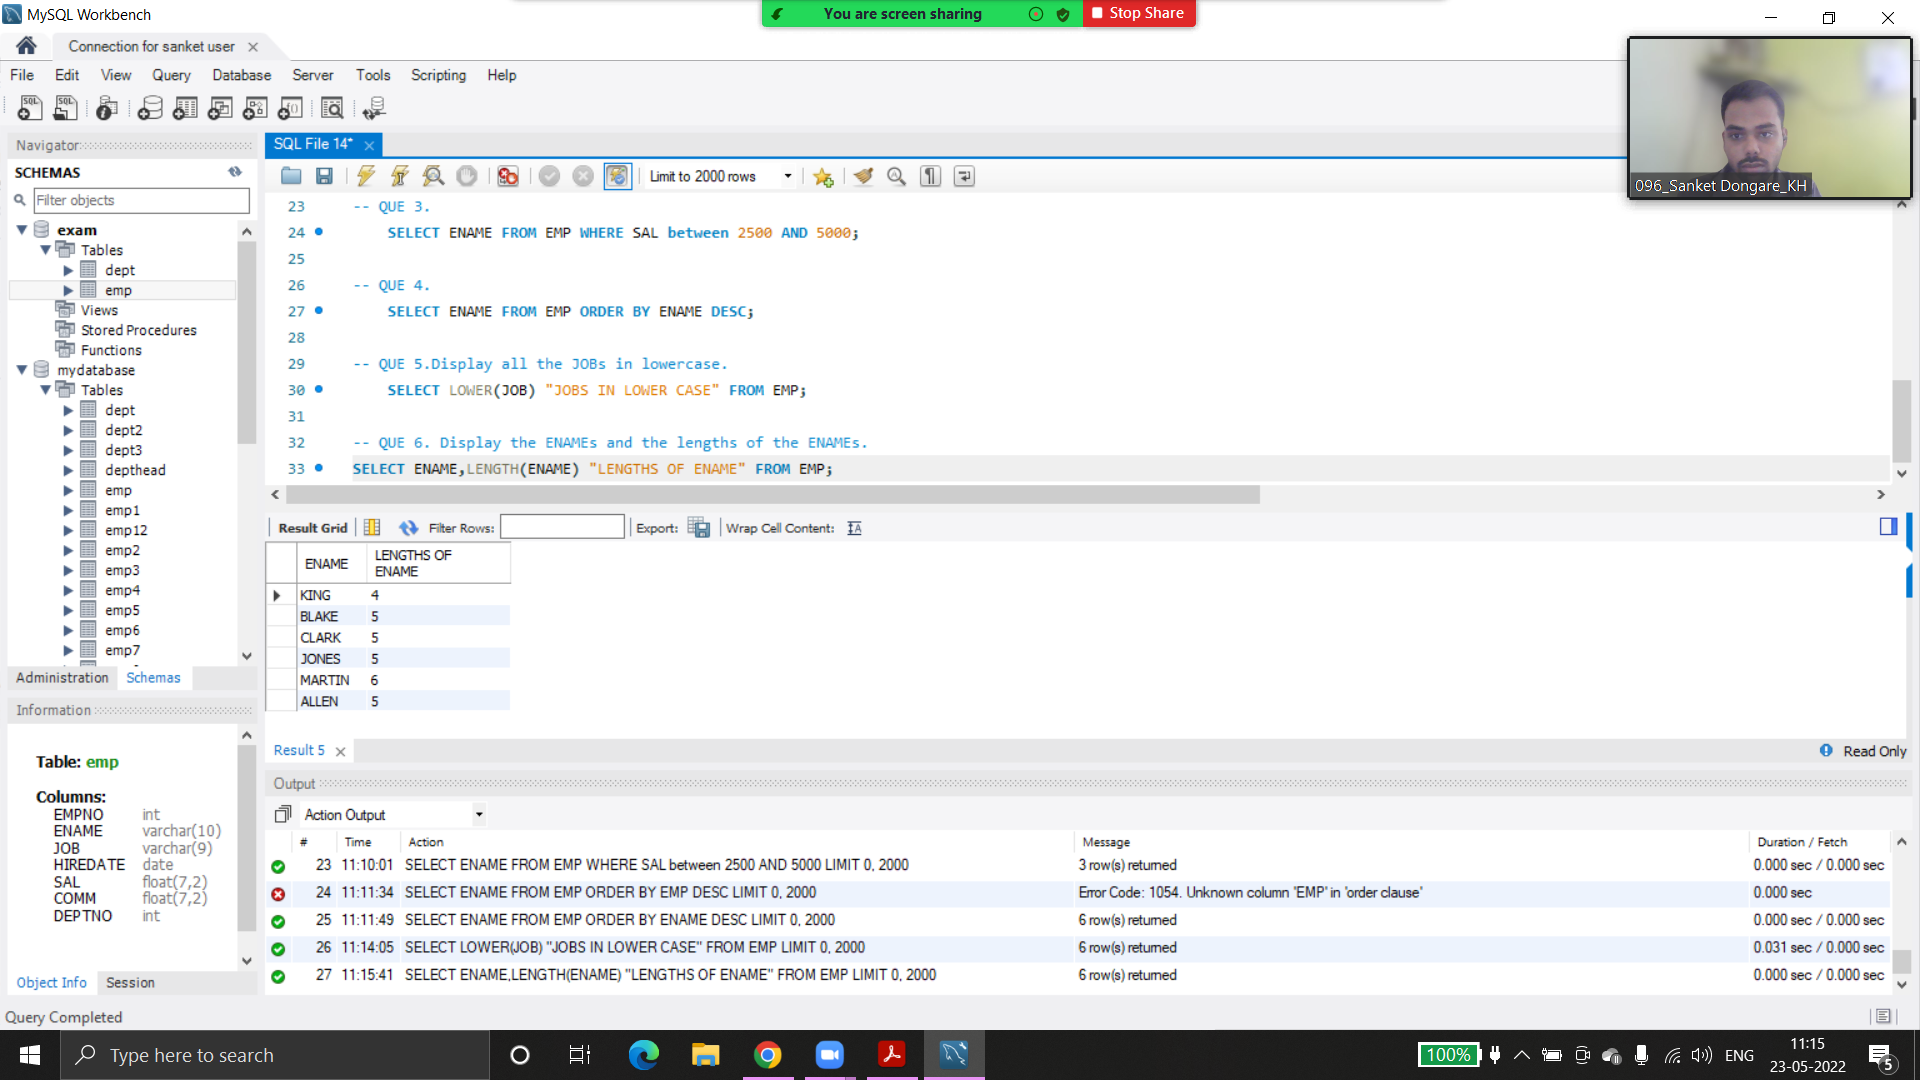 MySQL Workbench
You are screen sharing
Stop Share
Connection for sanket user
File Edit View Query Database Server Tools Scripting Help
Navigator
SCHEMAS
Filter objects
exam
Tables
dept
emp
Views
Stored Procedures
Functions
mydatabase
Tables
dept
dept2
dept3
depthead
emp
emp1
emp12
emp2
emp3
emp4
emp5
emp6
emp7
Administration Schemas
Information
Table: emp
Columns:
EMPNO int
ENAME varchar(10)
JOB varchar(9)
HIREDATE date
SAL float(7,2)
COMM float(7,2)
DEPTNO int
Object Info Session
Query Completed
SQL File 14*
Limit to 2000 rows
096_Sanket Dongare_KH
23 -- QUE 3.
24 SELECT ENAME FROM EMP WHERE SAL between 2500 AND 5000;
25
26 -- QUE 4.
27 SELECT ENAME FROM EMP ORDER BY ENAME DESC;
28
29 -- QUE 5.Display all the JOBs in lowercase.
30 SELECT LOWER(JOB) "JOBS IN LOWER CASE" FROM EMP;
31
32 -- QUE 6. Display the ENAMEs and the lengths of the ENAMEs.
33 SELECT ENAME,LENGTH(ENAME) "LENGTHS OF ENAME" FROM EMP;
Result Grid Filter Rows: Export: Wrap Cell Content:
ENAME LENGTHS OF ENAME
KING 4
BLAKE 5
CLARK 5
JONES 5
MARTIN 6
ALLEN 5
Result 5
Read Only
Output
Action Output
# Time Action Message Duration / Fetch
23 11:10:01 SELECT ENAME FROM EMP WHERE SAL between 2500 AND 5000 LIMIT 0, 2000 3 row(s) returned 0.000 sec / 0.000 sec
24 11:11:34 SELECT ENAME FROM EMP ORDER BY EMP DESC LIMIT 0, 2000 Error Code: 1054. Unknown column 'EMP' in 'order clause' 0.000 sec
25 11:11:49 SELECT ENAME FROM EMP ORDER BY ENAME DESC LIMIT 0, 2000 6 row(s) returned 0.000 sec / 0.000 sec
26 11:14:05 SELECT LOWER(JOB) "JOBS IN LOWER CASE" FROM EMP LIMIT 0, 2000 6 row(s) returned 0.031 sec / 0.000 sec
27 11:15:41 SELECT ENAME,LENGTH(ENAME) "LENGTHS OF ENAME" FROM EMP LIMIT 0, 2000 6 row(s) returned 0.000 sec / 0.000 sec
Type here to search
100%
ENG
11:15
23-05-2022
5